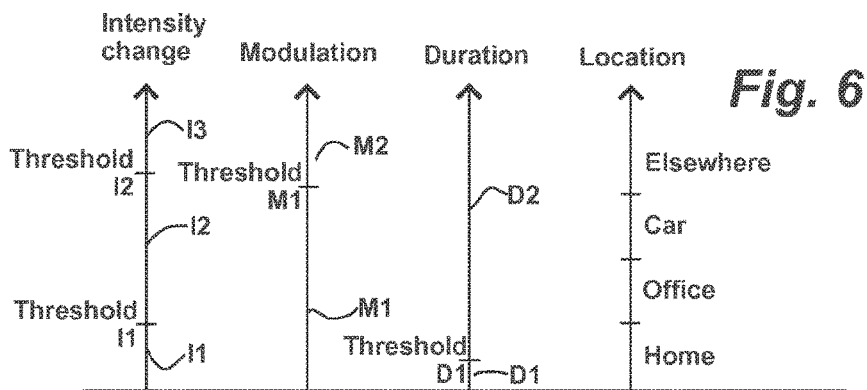 Intensity
change
Modulation
Duration
Location
Fig. 6
I3
Threshold
I2
I2
Threshold
I1
I1
M2
Threshold
M1
M1
D2
Threshold
D1
D1
Elsewhere
Car
Office
Home